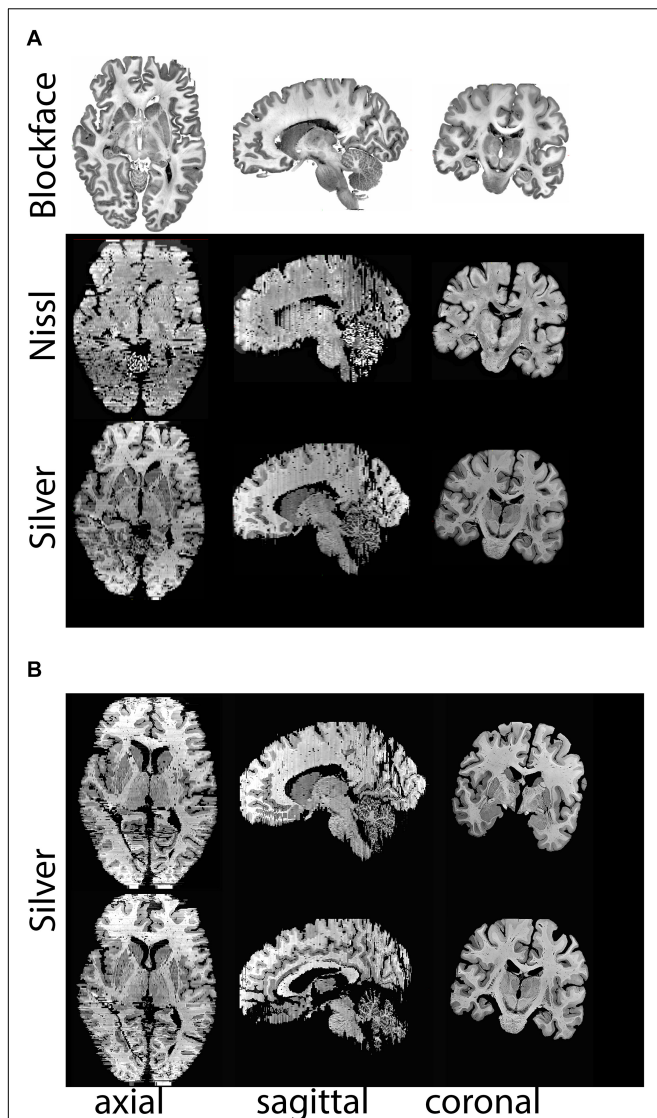 A
Blockface
Nissl
Silver
B
Silver
axial
sagittal
coronal